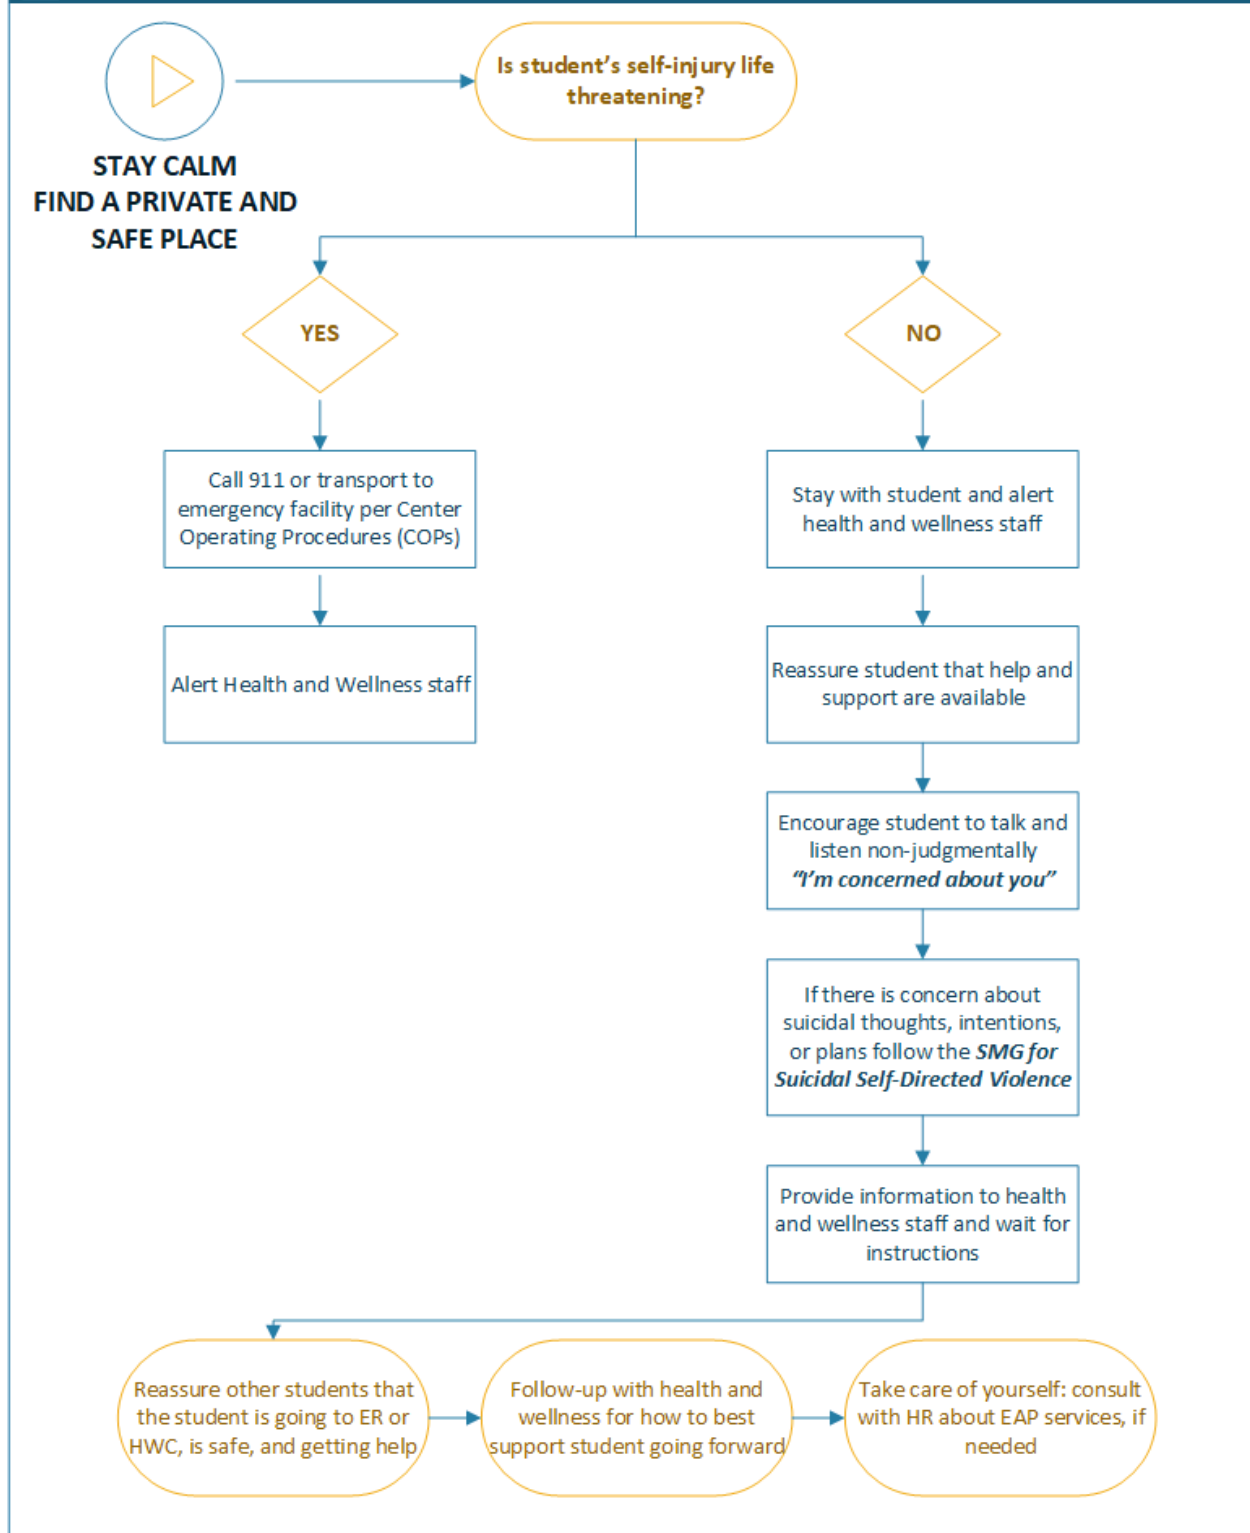 Is student’s self-injury life
threatening?
STAY CALM
FIND A PRIVATE AND
SAFE PLACE
YES
NO
Call 911 or transport to
emergency facility per Center
Operating Procedures (COPs)
Stay with student and alert
health and wellness staff
Alert Health and Wellness staff
Reassure student that help and
support are available
Encourage student to talk and
listen non-judgmentally
“I’m concerned about you”
If there is concern about
suicidal thoughts, intentions,
or plans follow the SMG for
Suicidal Self-Directed Violence
Provide information to health
and wellness staff and wait for
instructions
Reassure other students that
the student is going to ER or
HWC, is safe, and getting help
Follow-up with health and
wellness for how to best
support student going forward
Take care of yourself: consult
with HR about EAP services, if
needed